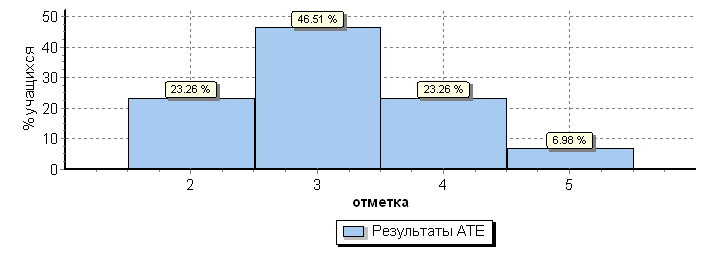 % учащихся
50
40
30
20
10
0
23.26 %
46.51 %
23.26 %
6.98 %
2 3 4 5
отметка
Результаты АТЕ